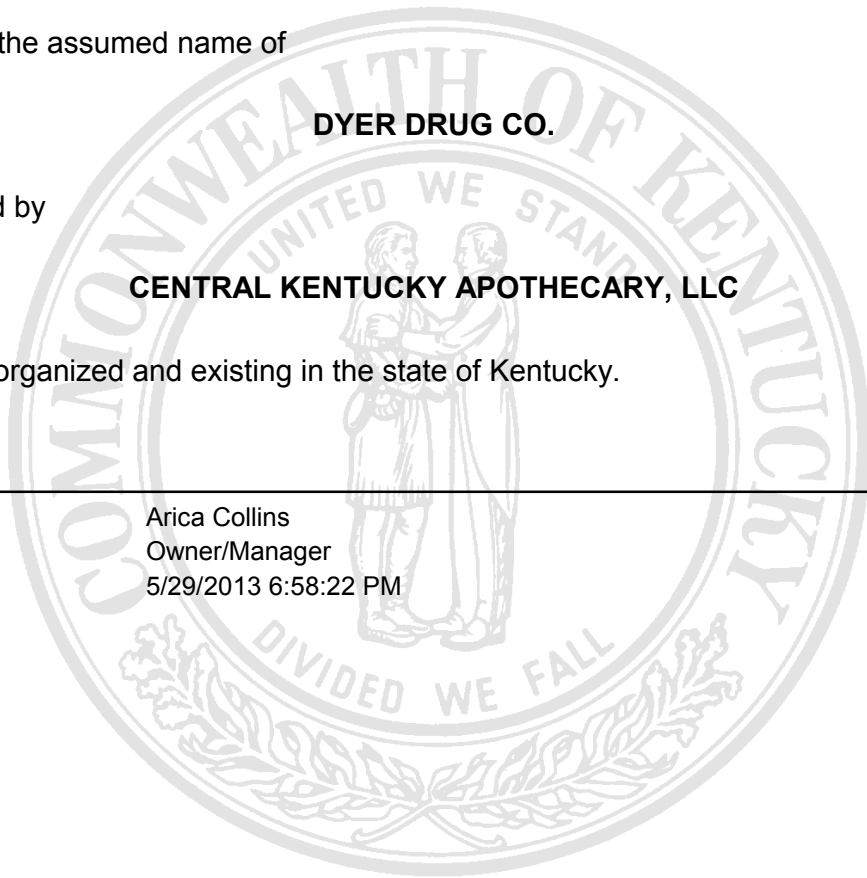 the assumed name of
DYER DRUG CO.
d by
CENTRAL KENTUCKY APOTHECARY, LLC
organized and existing in the state of Kentucky.
Arica Collins
Owner/Manager
5/29/2013 6:58:22 PM
COMMONWEALTH OF KENTUCKY
UNITED WE STAND
DIVIDED WE FALL